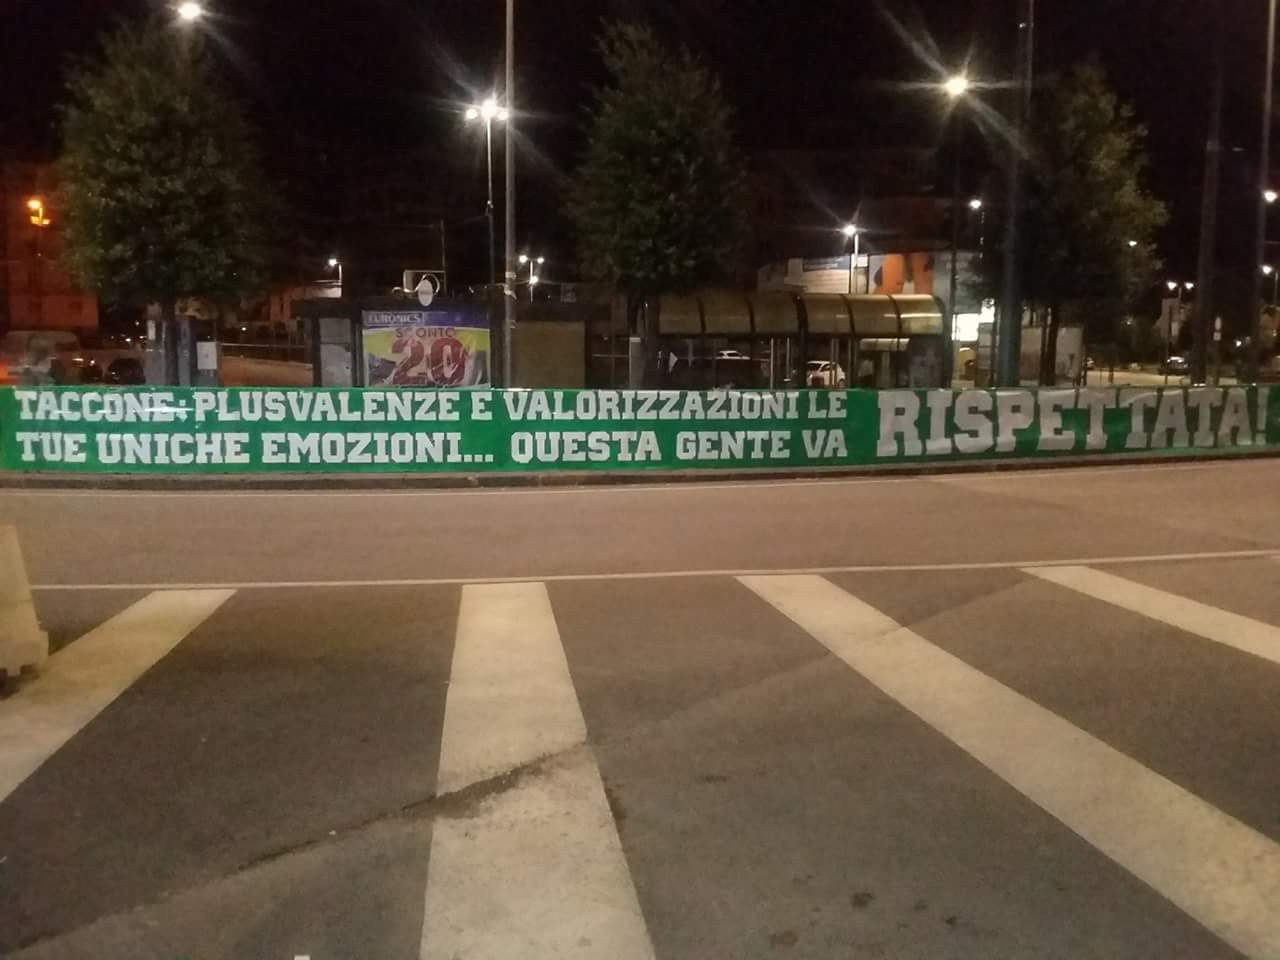 EURONICS
SCONTO
20
TACCONE: PLUSVALENZE E VALORIZZAZIONI LE
TUE UNICHE EMOZIONI... QUESTA GENTE VA
RISPETTATA!